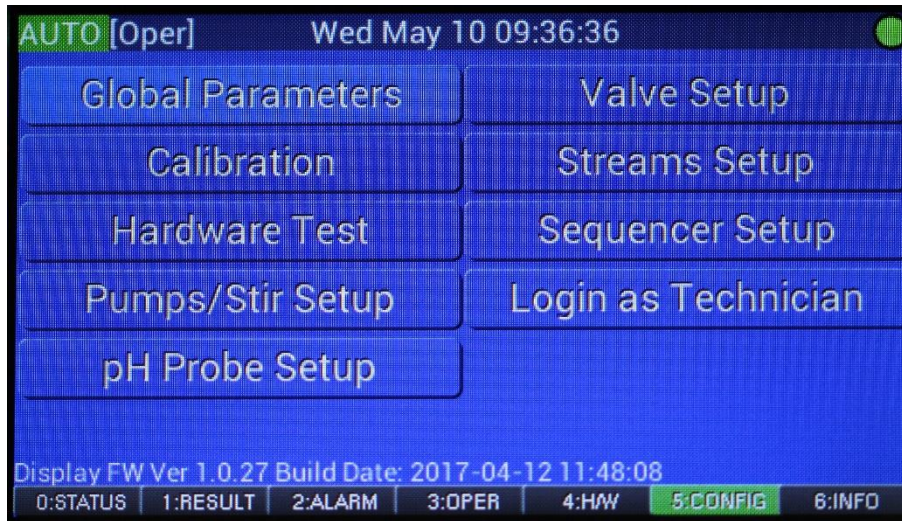 AUTO [Oper] Wed May 10 09:36:36
Global Parameters Valve Setup
Calibration Streams Setup
Hardware Test Sequencer Setup
Pumps/Stir Setup Login as Technician
pH Probe Setup
Display FW Ver 1.0.27 Build Date: 2017-04-12 11:48:08
0:STATUS 1:RESULT 2:ALARM 3:OPER 4:H/W 5:CONFIG 6:INFO